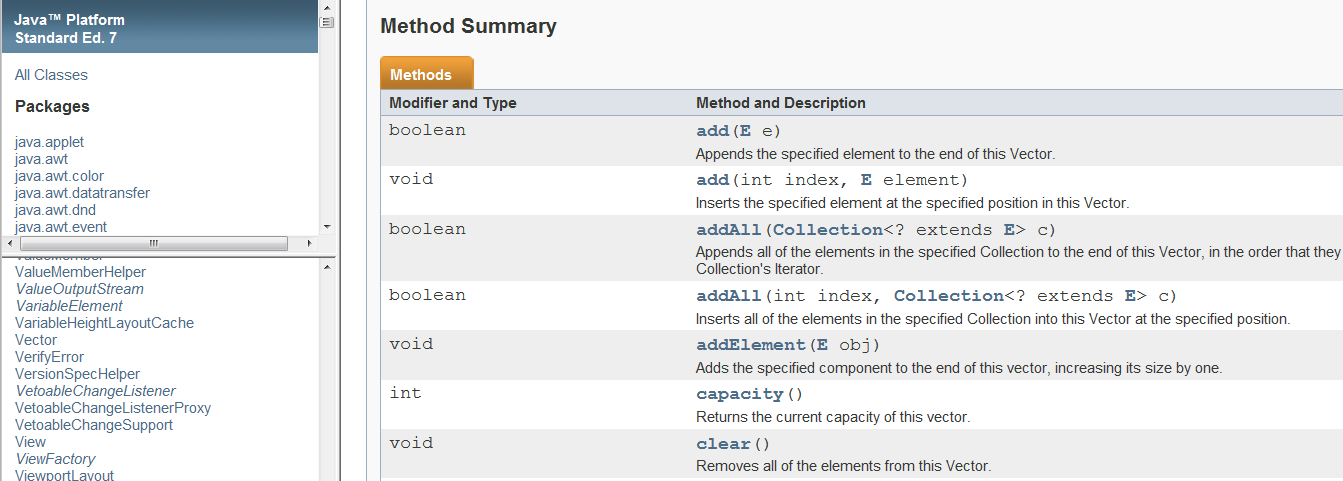 Java™ Platform
Standard Ed. 7
All Classes
Packages
java.applet
java.awt
java.awt.color
java.awt.datatransfer
java.awt.dnd
java.awt.event
ValueMember
ValueMemberHelper
ValueOutputStream
VariableElement
VariableHeightLayoutCache
Vector
VerifyError
VersionSpecHelper
VetoableChangeListener
VetoableChangeListenerProxy
VetoableChangeSupport
View
ViewFactory
ViewportLayout
Method Summary
Methods
Modifier and Type Method and Description
boolean add(E e)
Appends the specified element to the end of this Vector.
void add(int index, E element)
Inserts the specified element at the specified position in this Vector.
boolean addAll(Collection<? extends E> c)
Appends all of the elements in the specified Collection to the end of this Vector, in the order that they
Collection's Iterator.
boolean addAll(int index, Collection<? extends E> c)
Inserts all of the elements in the specified Collection into this Vector at the specified position.
void addElement(E obj)
Adds the specified component to the end of this vector, increasing its size by one.
int capacity()
Returns the current capacity of this vector.
void clear()
Removes all of the elements from this Vector.